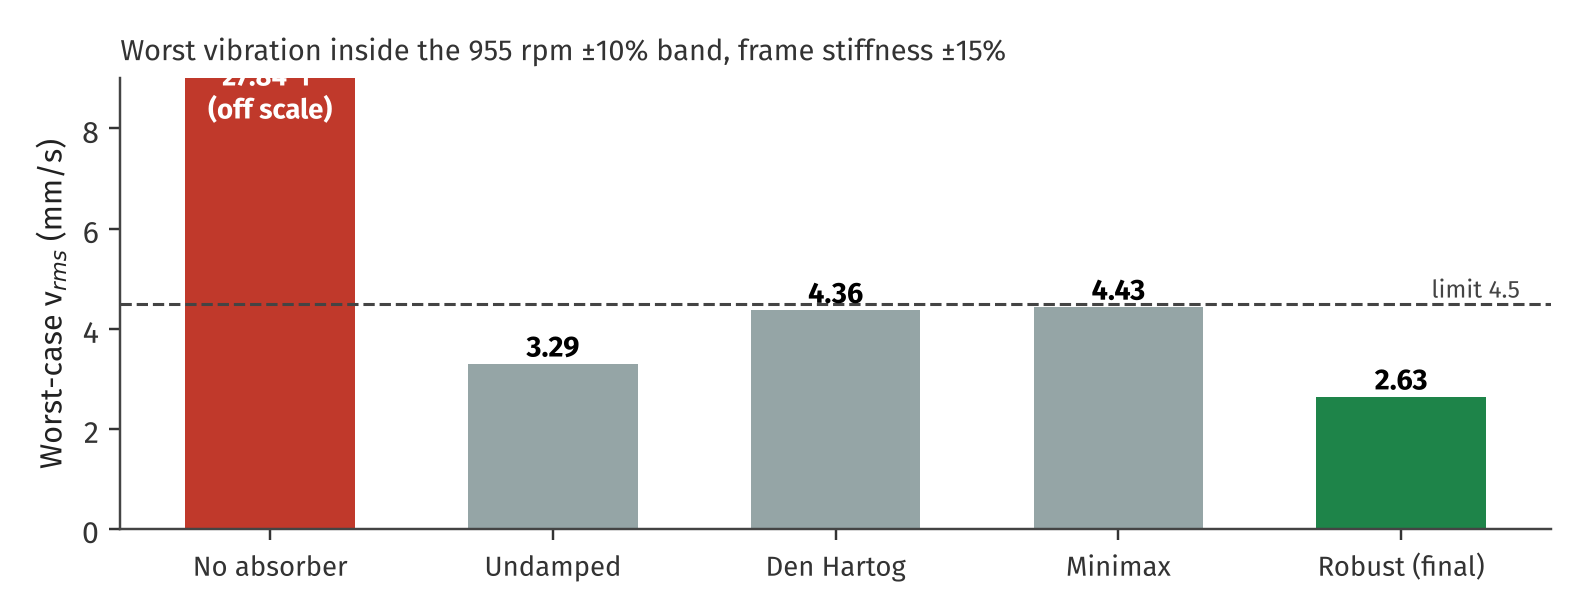 Worst vibration inside the 955 rpm ±10% band, frame stiffness ±15%
Worst-case vrms (mm/s)
8
6
4
2
0
27.84
(off scale)
3.29
4.36
4.43
2.63
limit 4.5
No absorber
Undamped
Den Hartog
Minimax
Robust (final)